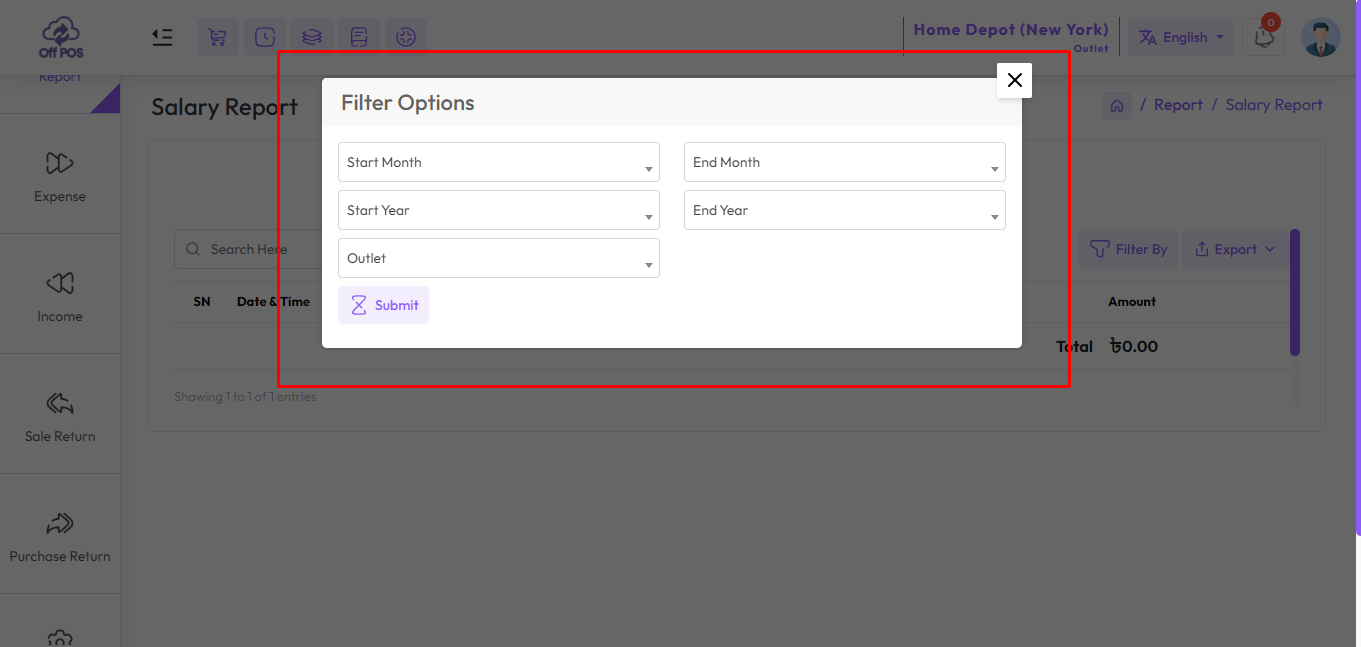 Off POS
Home Depot (New York)
Outlet
English
0
Report
Salary Report
Report / Salary Report
Filter Options
Start Month
End Month
Start Year
End Year
Outlet
Submit
Search Here
Filter By
Export
SN
Date & Time
Amount
Total
৳0.00
Showing 1 to 1 of 1 entries
Expense
Income
Sale Return
Purchase Return